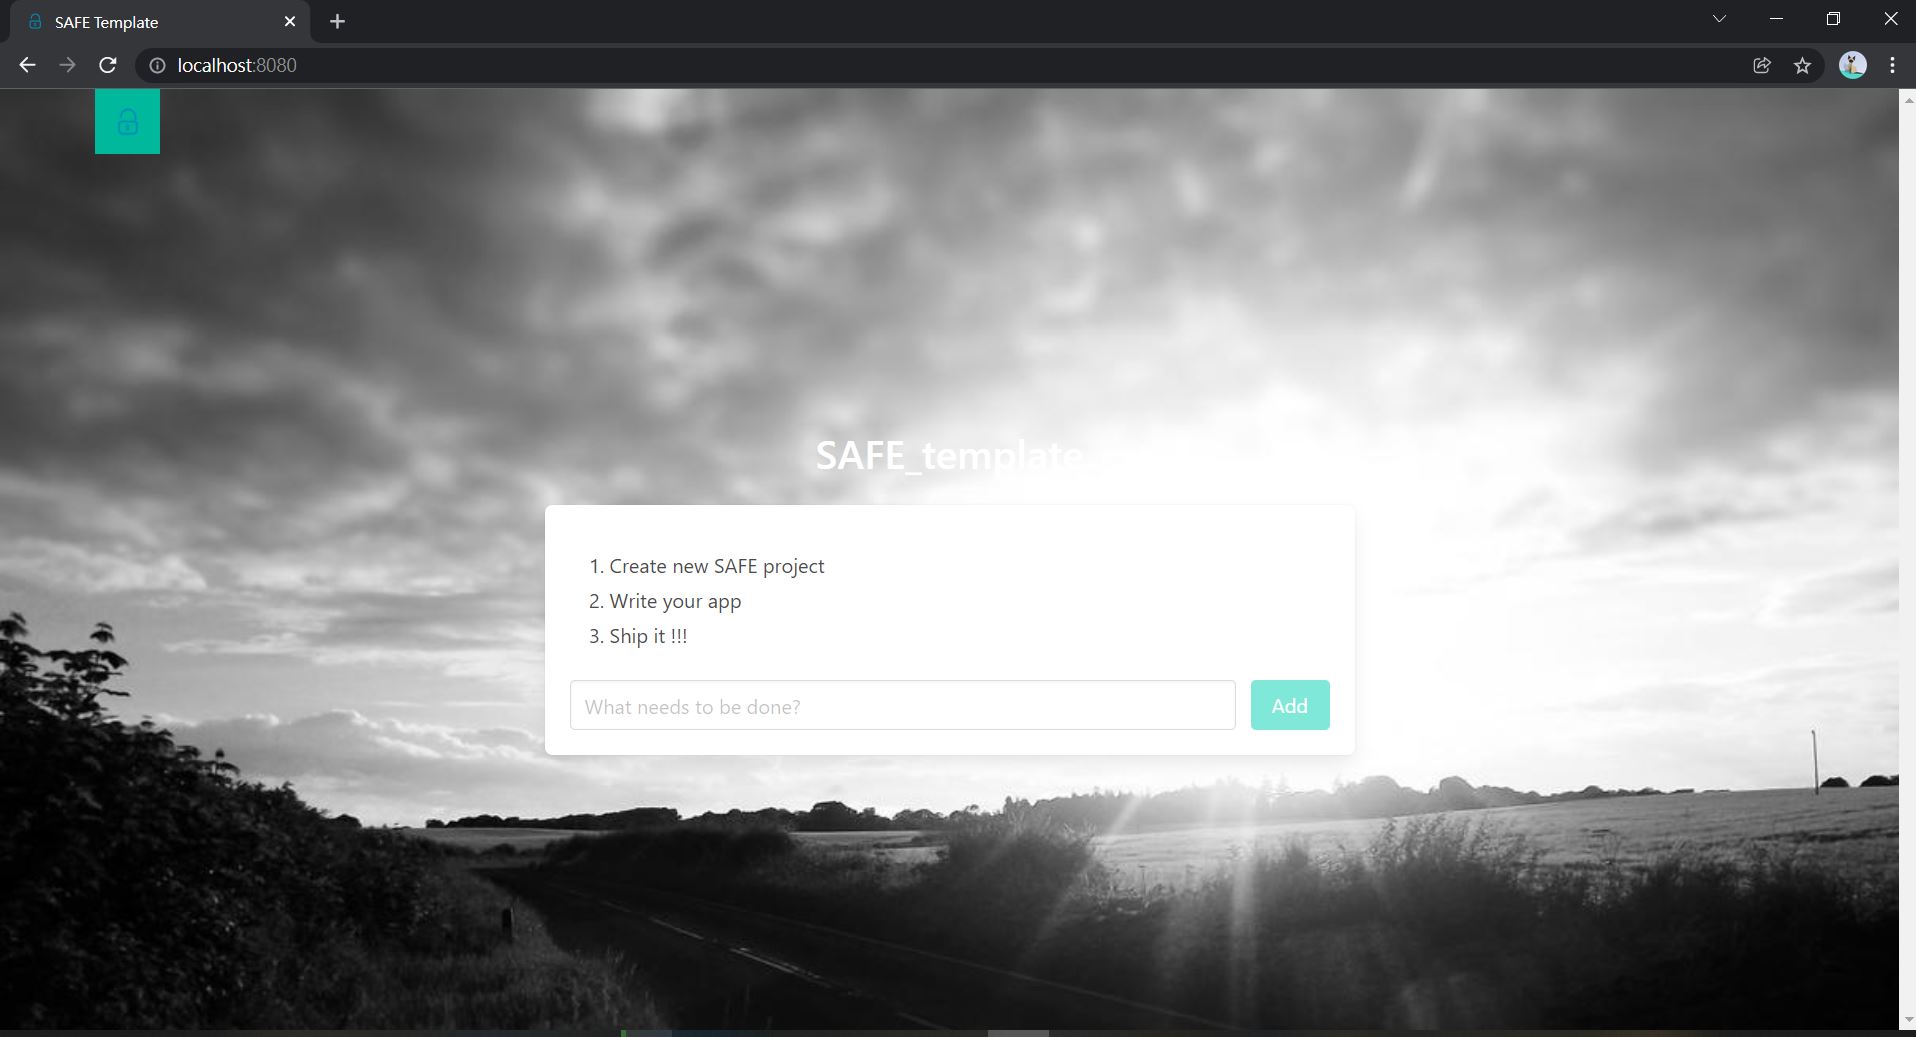 SAFE Template
localhost:8080
SAFE_template
1. Create new SAFE project
2. Write your app
3. Ship it !!!
What needs to be done?
Add